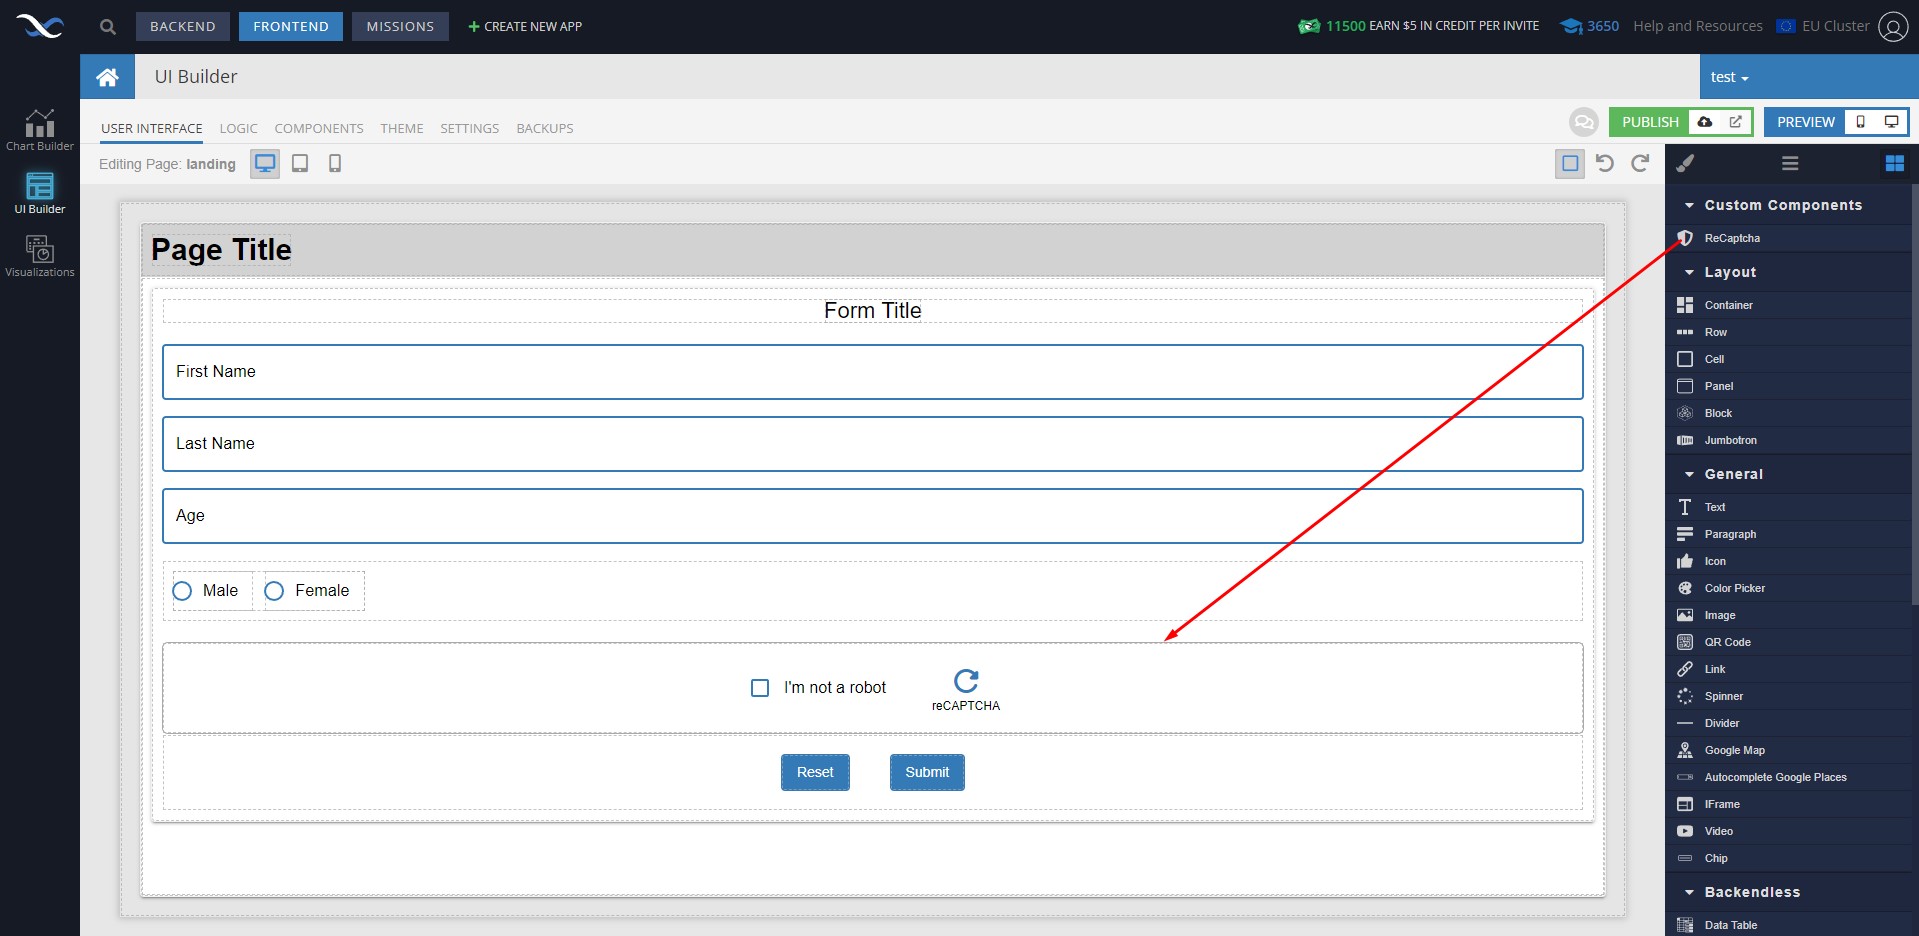 BACKEND FRONTEND MISSIONS + CREATE NEW APP 11500 EARN $5 IN CREDIT PER INVITE 3650 Help and Resources EU Cluster
UI Builder test
USER INTERFACE LOGIC COMPONENTS THEME SETTINGS BACKUPS PUBLISH PREVIEW
Editing Page: landing
Chart Builder
UI Builder
Visualizations
Page Title
Form Title
First Name
Last Name
Age
Male Female
I'm not a robot
reCAPTCHA
Reset Submit
Custom Components
ReCaptcha
Layout
Container
Row
Cell
Panel
Block
Jumbotron
General
Text
Paragraph
Icon
Color Picker
Image
QR Code
Link
Spinner
Divider
Google Map
Autocomplete Google Places
IFrame
Video
Chip
Backendless
Data Table